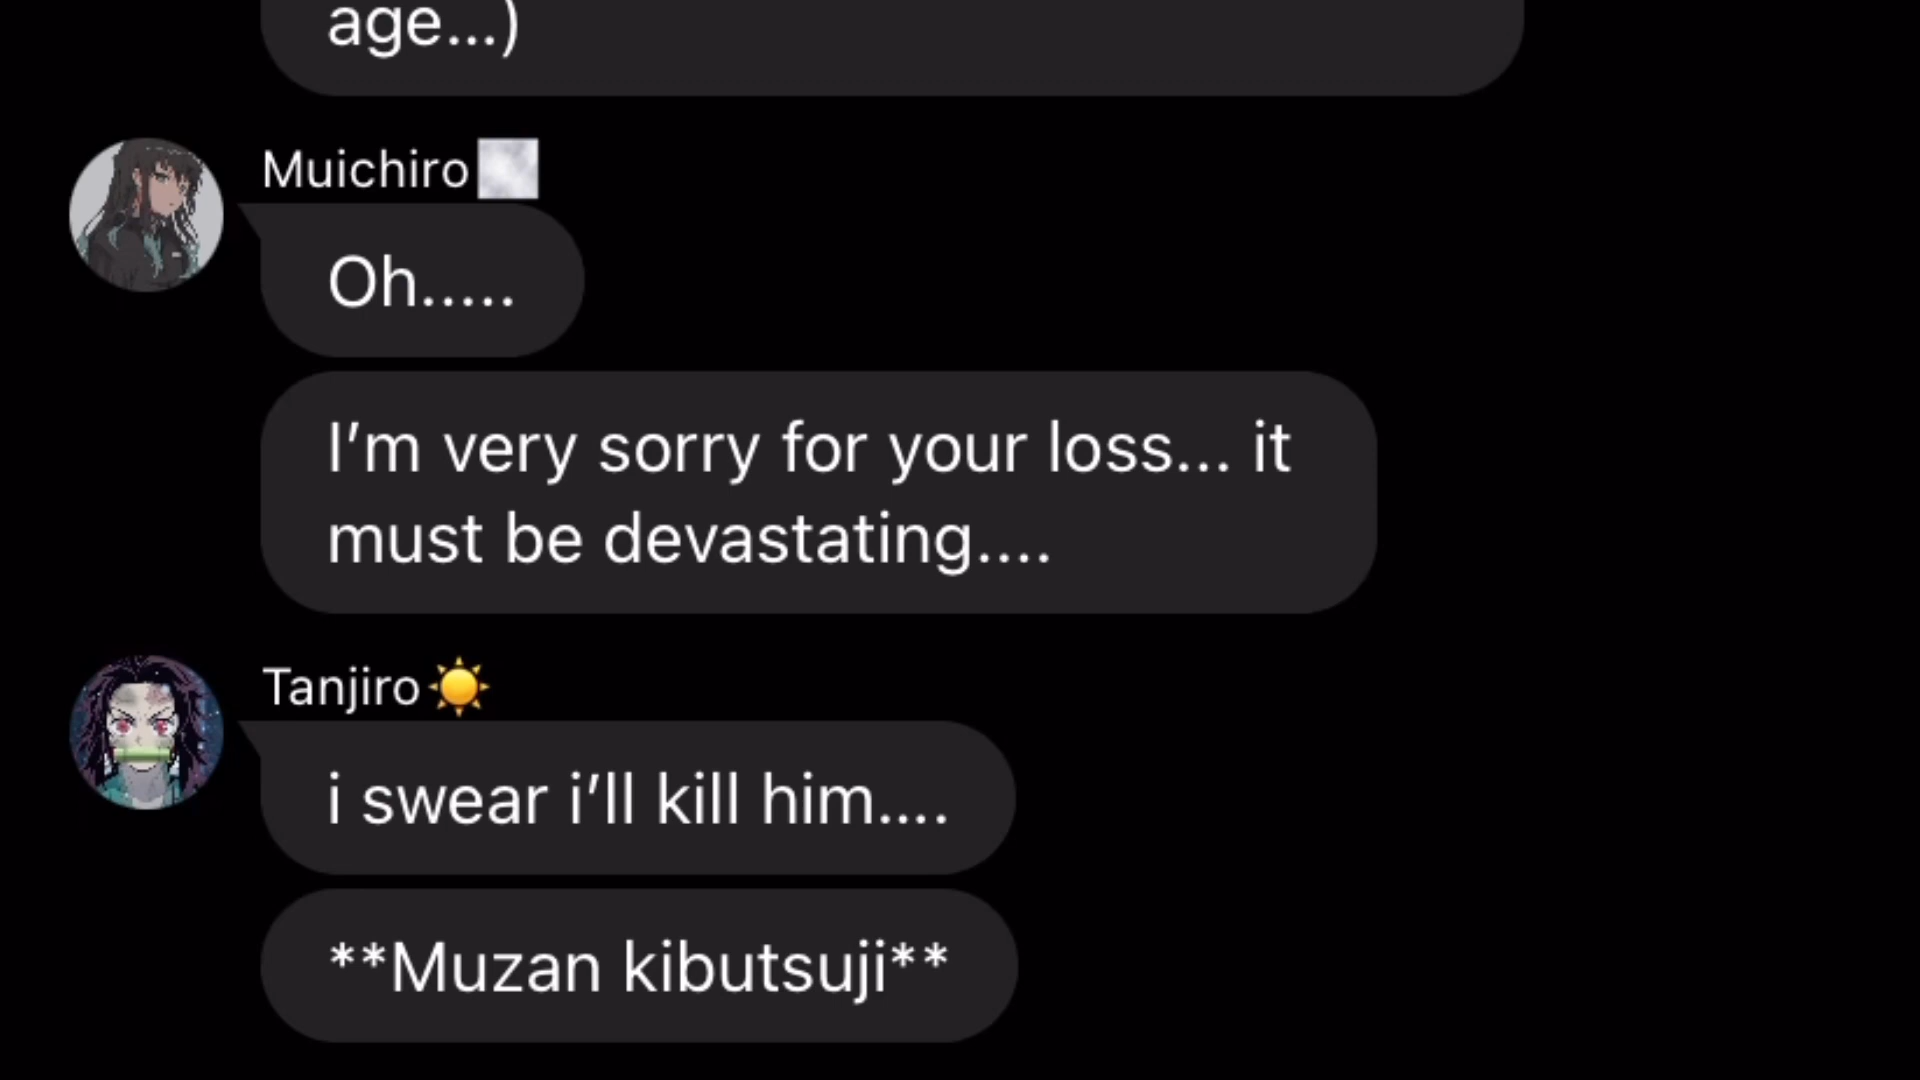 age...)
Muichiro
Oh.....
I'm very sorry for your loss... it
must be devastating....
Tanjiro☀️
i swear i'll kill him....
**Muzan kibutsuji**